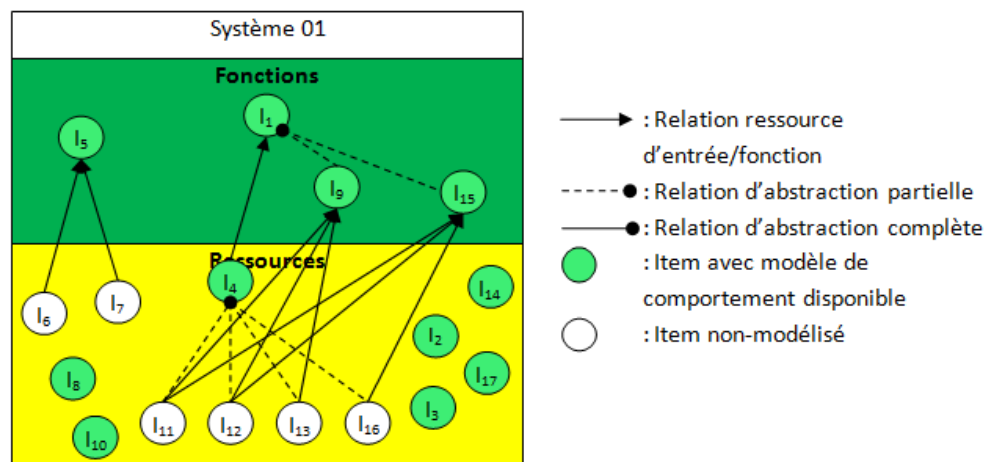 Système 01
Fonctions
I₁
I₅
I₉
I₁₅
Ressources
I₄
I₁₄
I₆
I₇
I₂
I₈
I₁₇
I₃
I₁₁
I₁₂
I₁₃
I₁₆
I₁₀
: Relation ressource
d’entrée/fonction
: Relation d’abstraction partielle
: Relation d’abstraction complète
: Item avec modèle de
comportement disponible
: Item non-modélisé